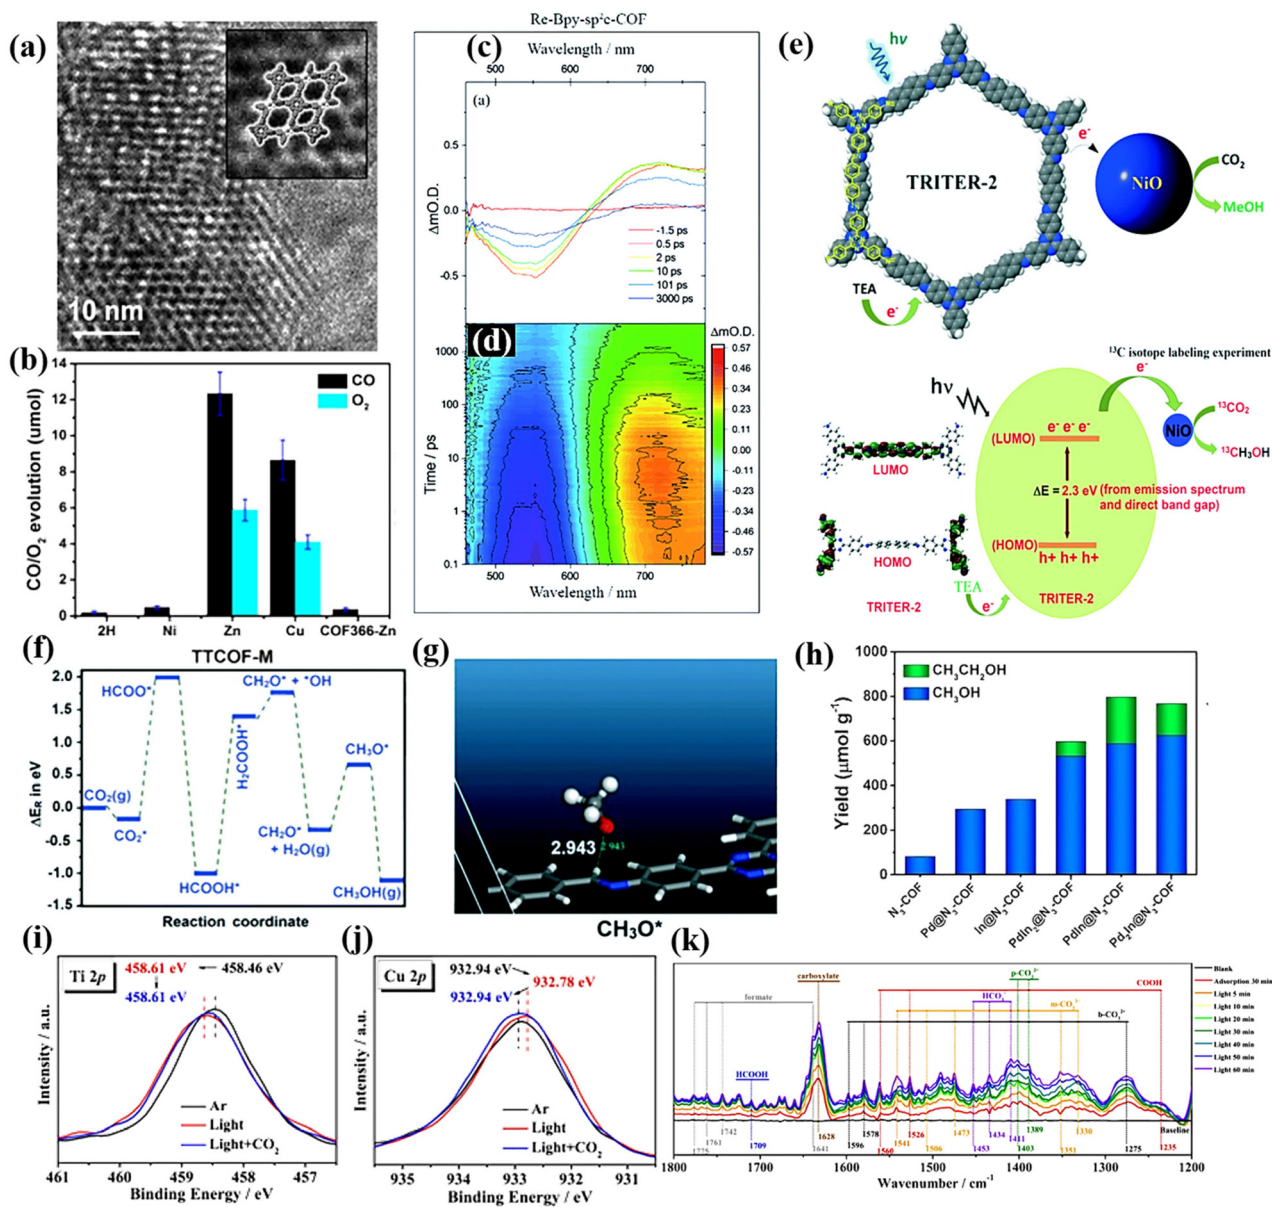 (a)
10 nm
(b)
CO/O₂ evolution (umol)
14
12
10
8
6
4
2
0
CO
O₂
2H
Ni
Zn
Cu
COF366-Zn
TTCOF-M
Re-Bpy-sp²c-COF
(c)
Wavelength / nm
500
600
700
(a)
ΔmO.D.
0.5
0.0
-0.5
-1.5 ps
0.5 ps
2 ps
10 ps
101 ps
3000 ps
(d)
Time / ps
1000
100
10
1
0.1
500
600
700
Wavelength / nm
ΔmO.D.
0.57
0.46
0.35
0.24
0.13
0.02
-0.10
-0.24
-0.35
-0.46
-0.57
(e)
hν
TRITER-2
e⁻
NiO
CO₂
MeOH
TEA
e⁻
¹³C isotope labeling experiment
e⁻
hν
(LUMO)
e⁻ e⁻ e⁻
NiO
¹³CO₂
¹³CH₃OH
LUMO
ΔE = 2.3 eV (from emission spectrum
and direct band gap)
(HOMO)
h+ h+ h+
HOMO
TEA
e⁻
TRITER-2
TRITER-2
(f)
ΔE_R in eV
2.0
1.5
1.0
0.5
0.0
-0.5
-1.0
-1.5
CO₂(g)
CO₂*
HCOO*
HCOOH*
H₂COOH*
CH₂O* + *OH
CH₂O*
+ H₂O(g)
CH₃O*
CH₃OH(g)
Reaction coordinate
(g)
2.943
2.943
CH₃O*
(h)
Yield (μmol g⁻¹)
1000
800
600
400
200
0
CH₃CH₂OH
CH₃OH
N₃-COF
Pd@N₃-COF
In@N₃-COF
PdIn₂@N₃-COF
PdIn@N₃-COF
Pd₂In@N₃-COF
(i)
Ti 2p
458.61 eV
458.46 eV
458.61 eV
Intensity / a.u.
Ar
Light
Light+CO₂
461
460
459
458
457
Binding Energy / eV
(j)
Cu 2p
932.94 eV
932.78 eV
932.94 eV
Intensity / a.u.
Ar
Light
Light+CO₂
935
934
933
932
931
Binding Energy / eV
(k)
carboxylate
p-CO₃²⁻
COOH
formate
HCO₃⁻
m-CO₃²⁻
b-CO₃²⁻
HCOOH
Blank
Adsorption 30 min
Light 5 min
Light 10 min
Light 20 min
Light 30 min
Light 40 min
Light 50 min
Light 60 min
Baseline
1775
1761
1742
1709
1641
1628
1596
1578
1560
1541
1526
1506
1473
1453
1434
1411
1403
1389
1351
1330
1275
1235
1800
1700
1600
1500
1400
1300
1200
Wavenumber / cm⁻¹